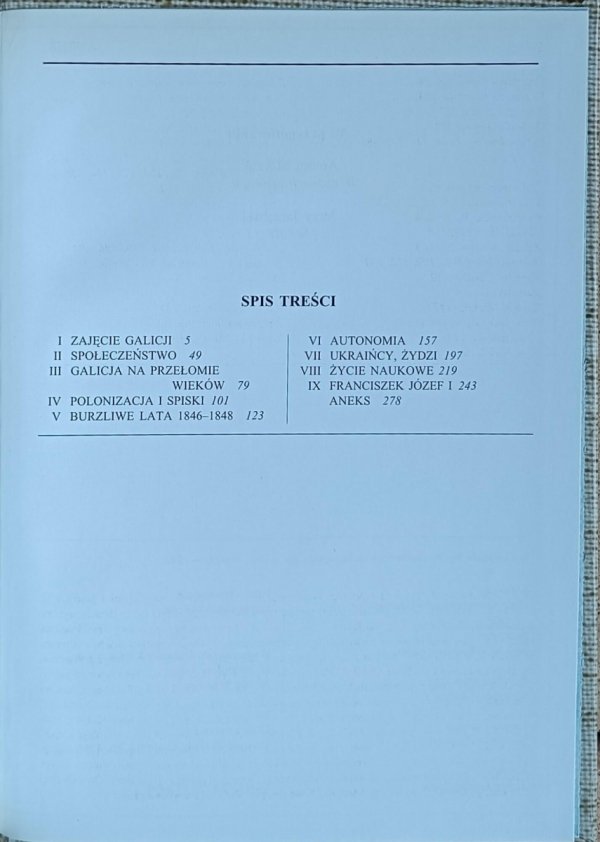 SPIS TREŚCI
I ZAJĘCIE GALICJI 5
II SPOŁECZEŃSTWO 49
III GALICJA NA PRZEŁOMIE
WIEKÓW 79
IV POLONIZACJA I SPISKI 101
V BURZLIWE LATA 1846–1848 123
VI AUTONOMIA 157
VII UKRAIŃCY, ŻYDZI 197
VIII ŻYCIE NAUKOWE 219
IX FRANCISZEK JÓZEF I 243
ANEKS 278